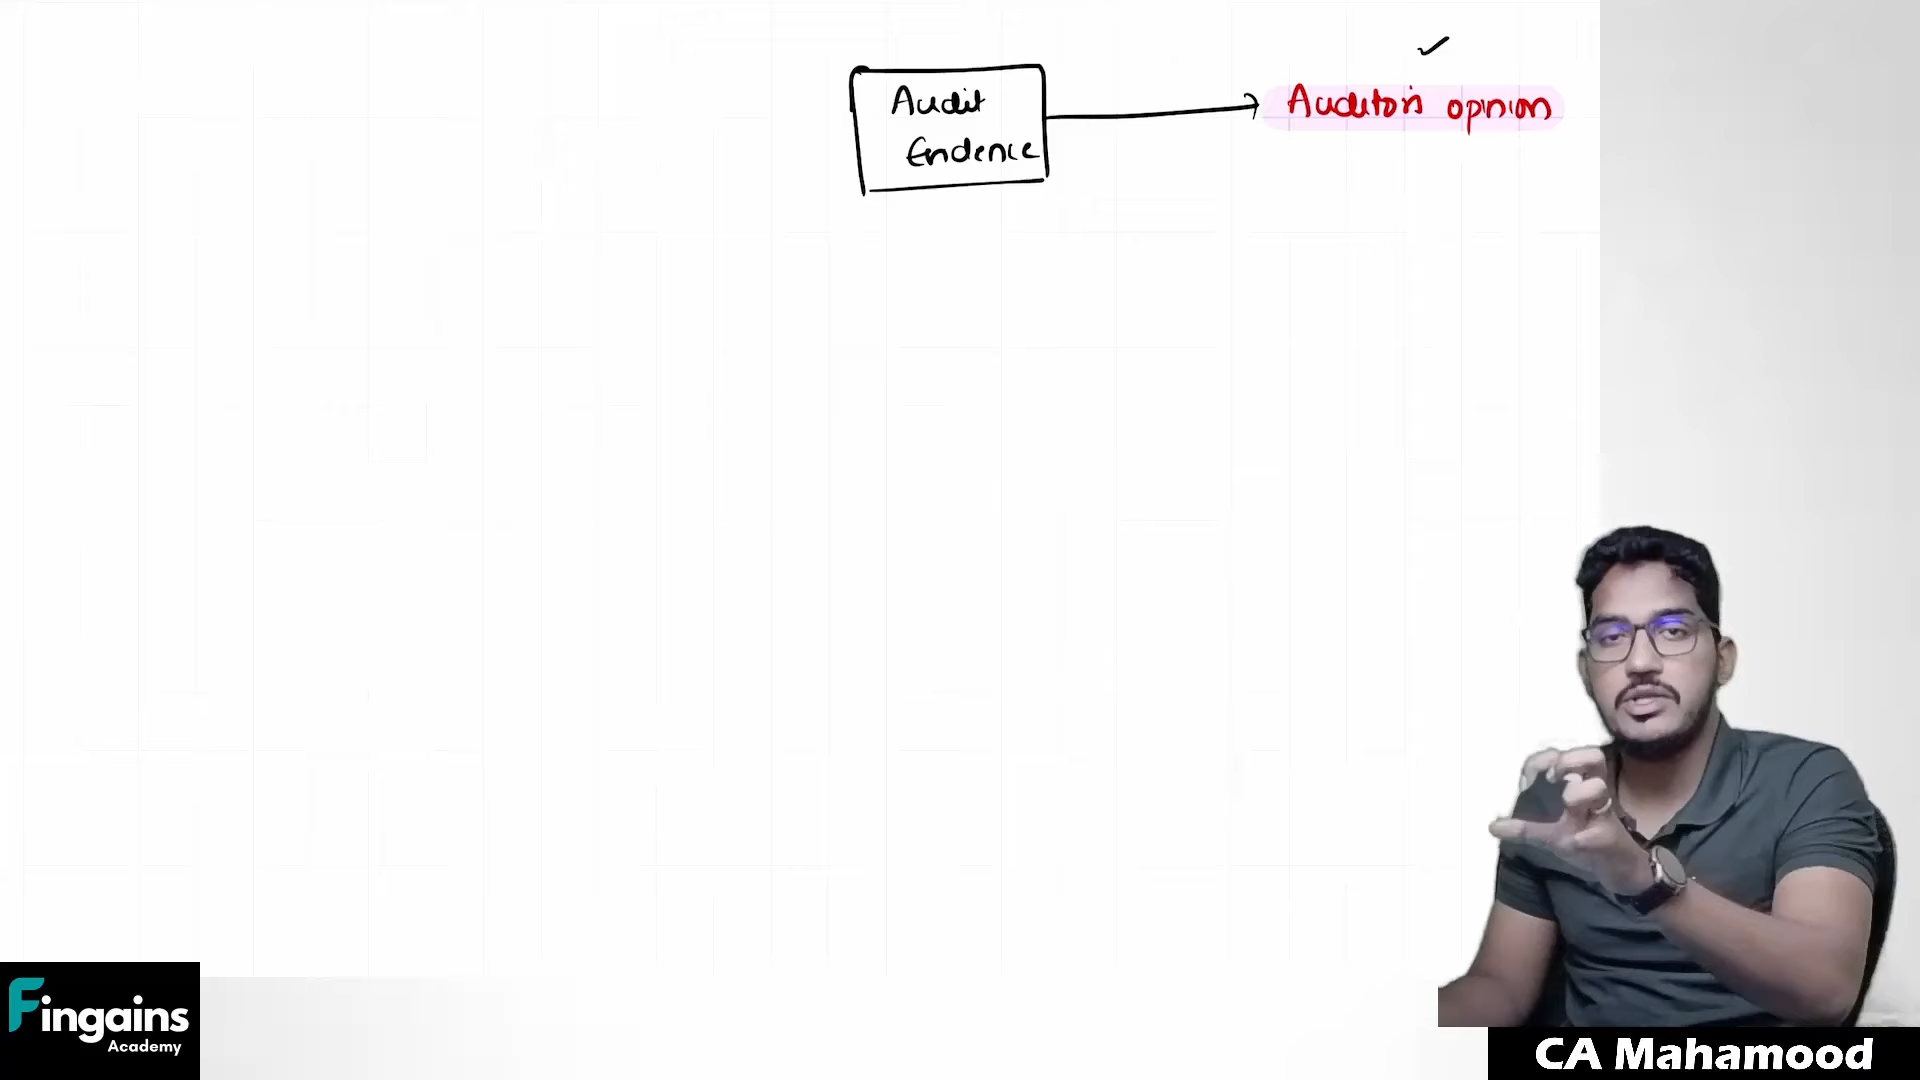 Audit
Evidence
Auditor's opinion
Fingains
Academy
CA Mahamood